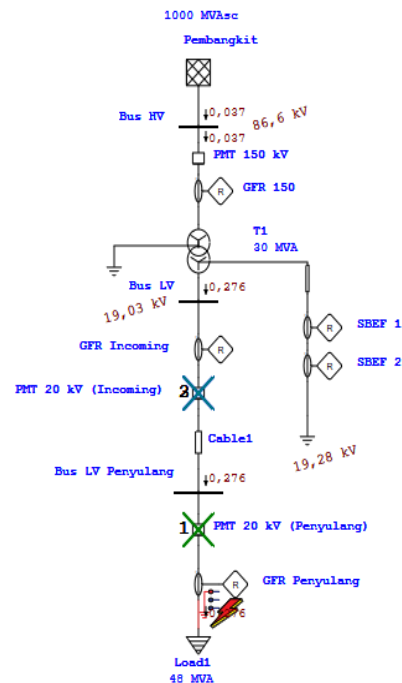 1000 MVAsc
Pembangkit
Bus HV
0,037
86,6 kV
0,037
PMT 150 kV
R
GFR 150
T1
30 MVA
Bus LV
0,276
19,03 kV
GFR Incoming
R
R
SBEF 1
R
SBEF 2
PMT 20 kV (Incoming)
Cable1
19,28 kV
Bus LV Penyulang
0,276
1
PMT 20 kV (Penyulang)
R
GFR Penyulang
Load1
48 MVA